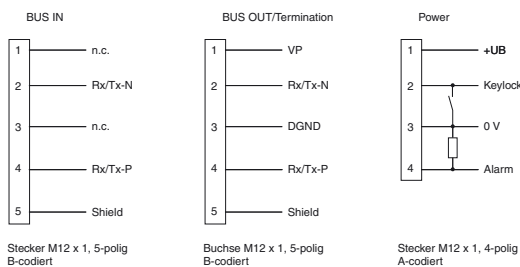 BUS IN
1 n.c.
2 Rx/Tx-N
3 n.c.
4 Rx/Tx-P
5 Shield
Stecker M12 x 1, 5-polig
B-codiert
BUS OUT/Termination
1 VP
2 Rx/Tx-N
3 DGND
4 Rx/Tx-P
5 Shield
Buchse M12 x 1, 5-polig
B-codiert
Power
1 +UB
2 Keylock
3 0 V
4 Alarm
Stecker M12 x 1, 4-polig
A-codiert